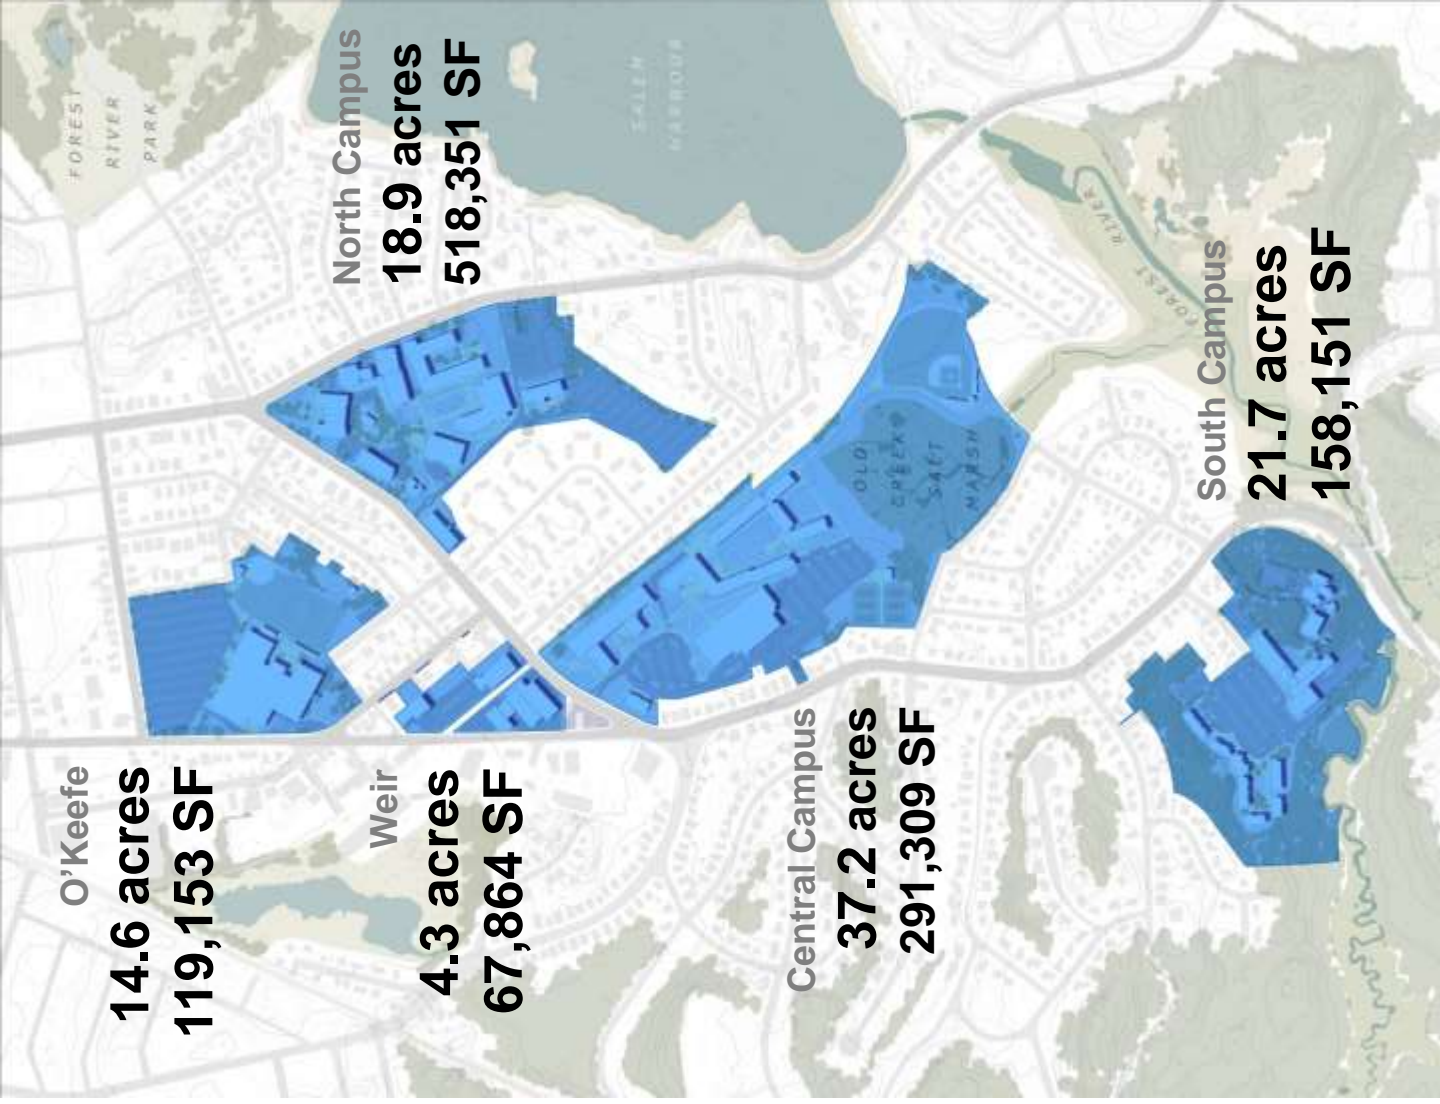 FOREST
RIVER
PARK
North Campus
18.9 acres
518,351 SF
SALEM
HARBOUR
O'Keefe
14.6 acres
119,153 SF
Weir
4.3 acres
67,864 SF
OLD
CREEK
SALT
MARSH
Central Campus
37.2 acres
291,309 SF
FOREST RIVER
South Campus
21.7 acres
158,151 SF